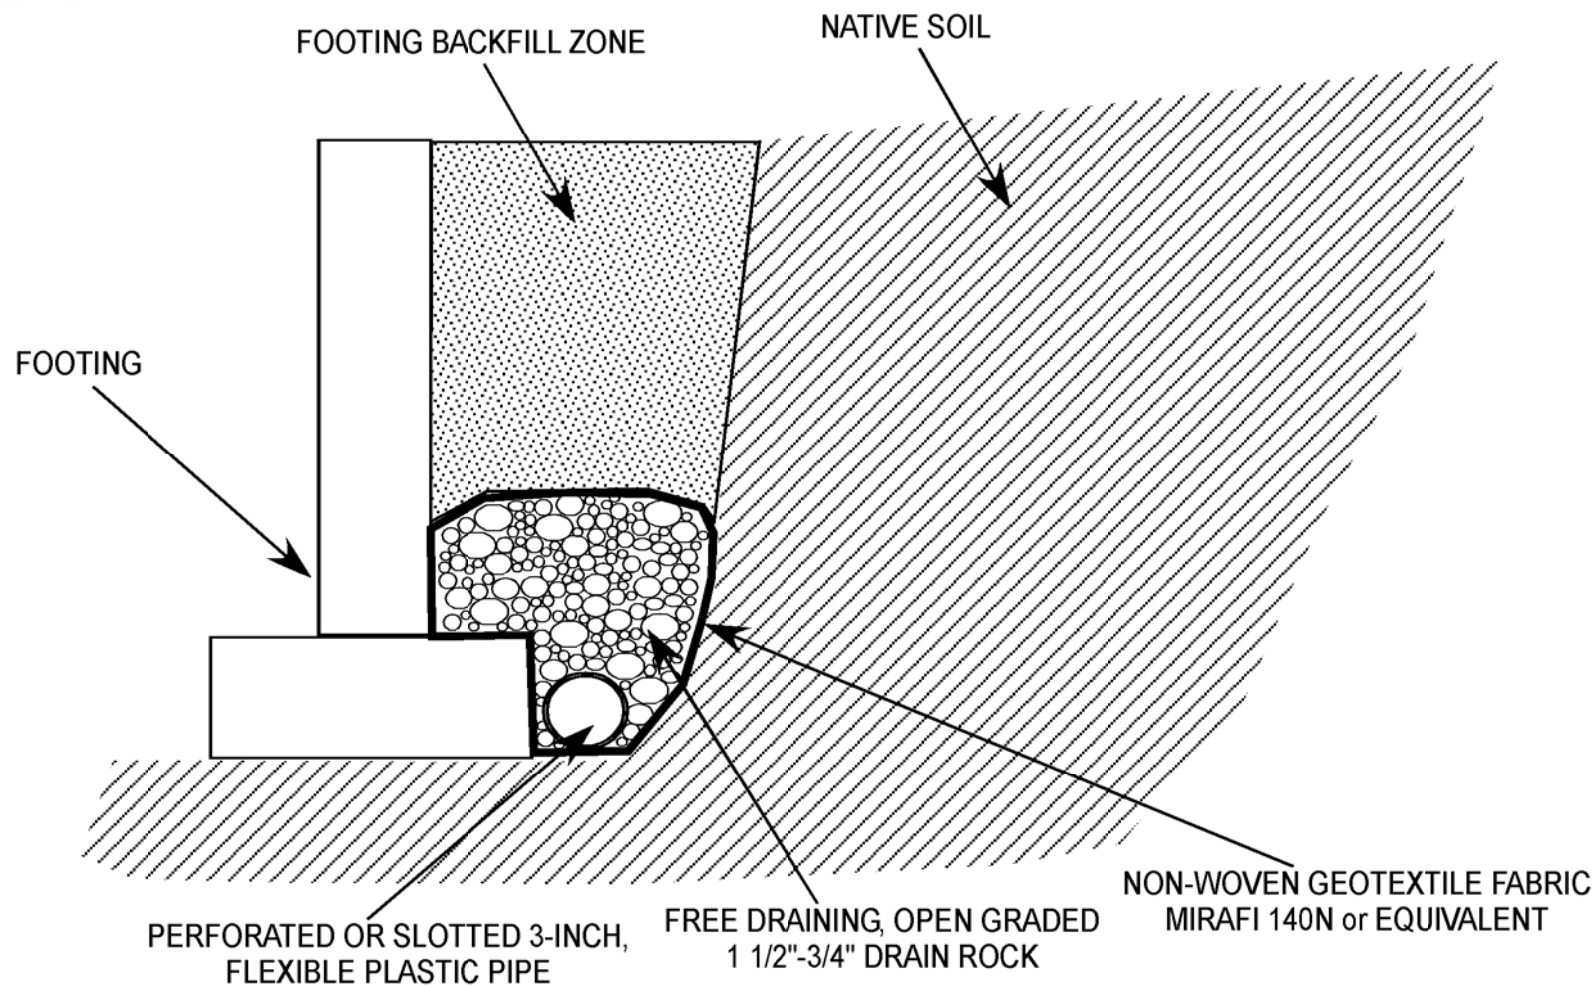 FOOTING BACKFILL ZONE
NATIVE SOIL
FOOTING
NON-WOVEN GEOTEXTILE FABRIC
MIRAFI 140N or EQUIVALENT
FREE DRAINING, OPEN GRADED
1 1/2"-3/4" DRAIN ROCK
PERFORATED OR SLOTTED 3-INCH,
FLEXIBLE PLASTIC PIPE